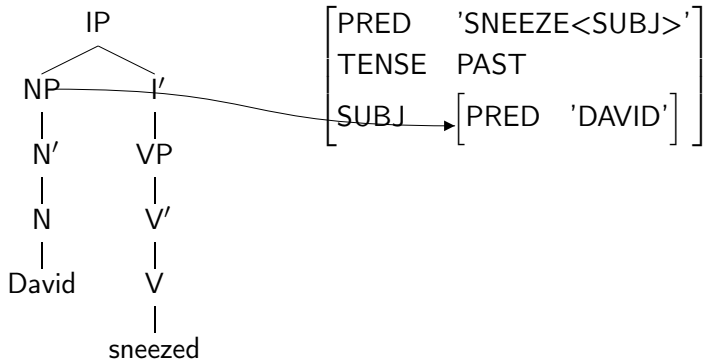 IP
PRED 'SNEEZE<SUBJ>'
TENSE PAST
NP I′
SUBJ PRED 'DAVID'
N′ VP
N V′
David V
sneezed